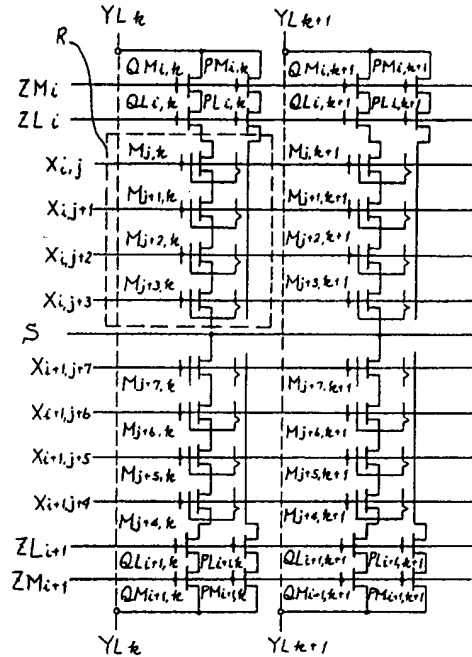 YLk YLk+1
R
QMi,k PMi,k QMi,k+1 PMi,k+1
ZMi
QLi,k PLi,k QLi,k+1 PLi,k+1
ZLi
Mj,k Mj,k+1
Xi,j
Mj+1,k Mj+1,k+1
Xi,j+1
Mj+2,k Mj+2,k+1
Xi,j+2
Mj+3,k Mj+3,k+1
Xi,j+3
S
Xi+1,j+7
Mj+7,k Mj+7,k+1
Xi+1,j+6
Mj+6,k Mj+6,k+1
Xi+1,j+5
Mj+5,k Mj+5,k+1
Xi+1,j+4
Mj+4,k Mj+4,k+1
ZLi+1
QLi+1,k PLi+1,k QLi+1,k+1 PLi+1,k+1
ZMi+1
QMi+1,k PMi+1,k QMi+1,k+1 PMi+1,k+1
YLk YLk+1